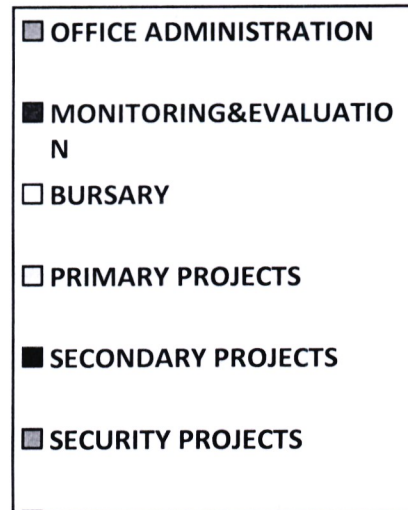 OFFICE ADMINISTRATION
MONITORING&EVALUATIO
N
BURSARY
PRIMARY PROJECTS
SECONDARY PROJECTS
SECURITY PROJECTS